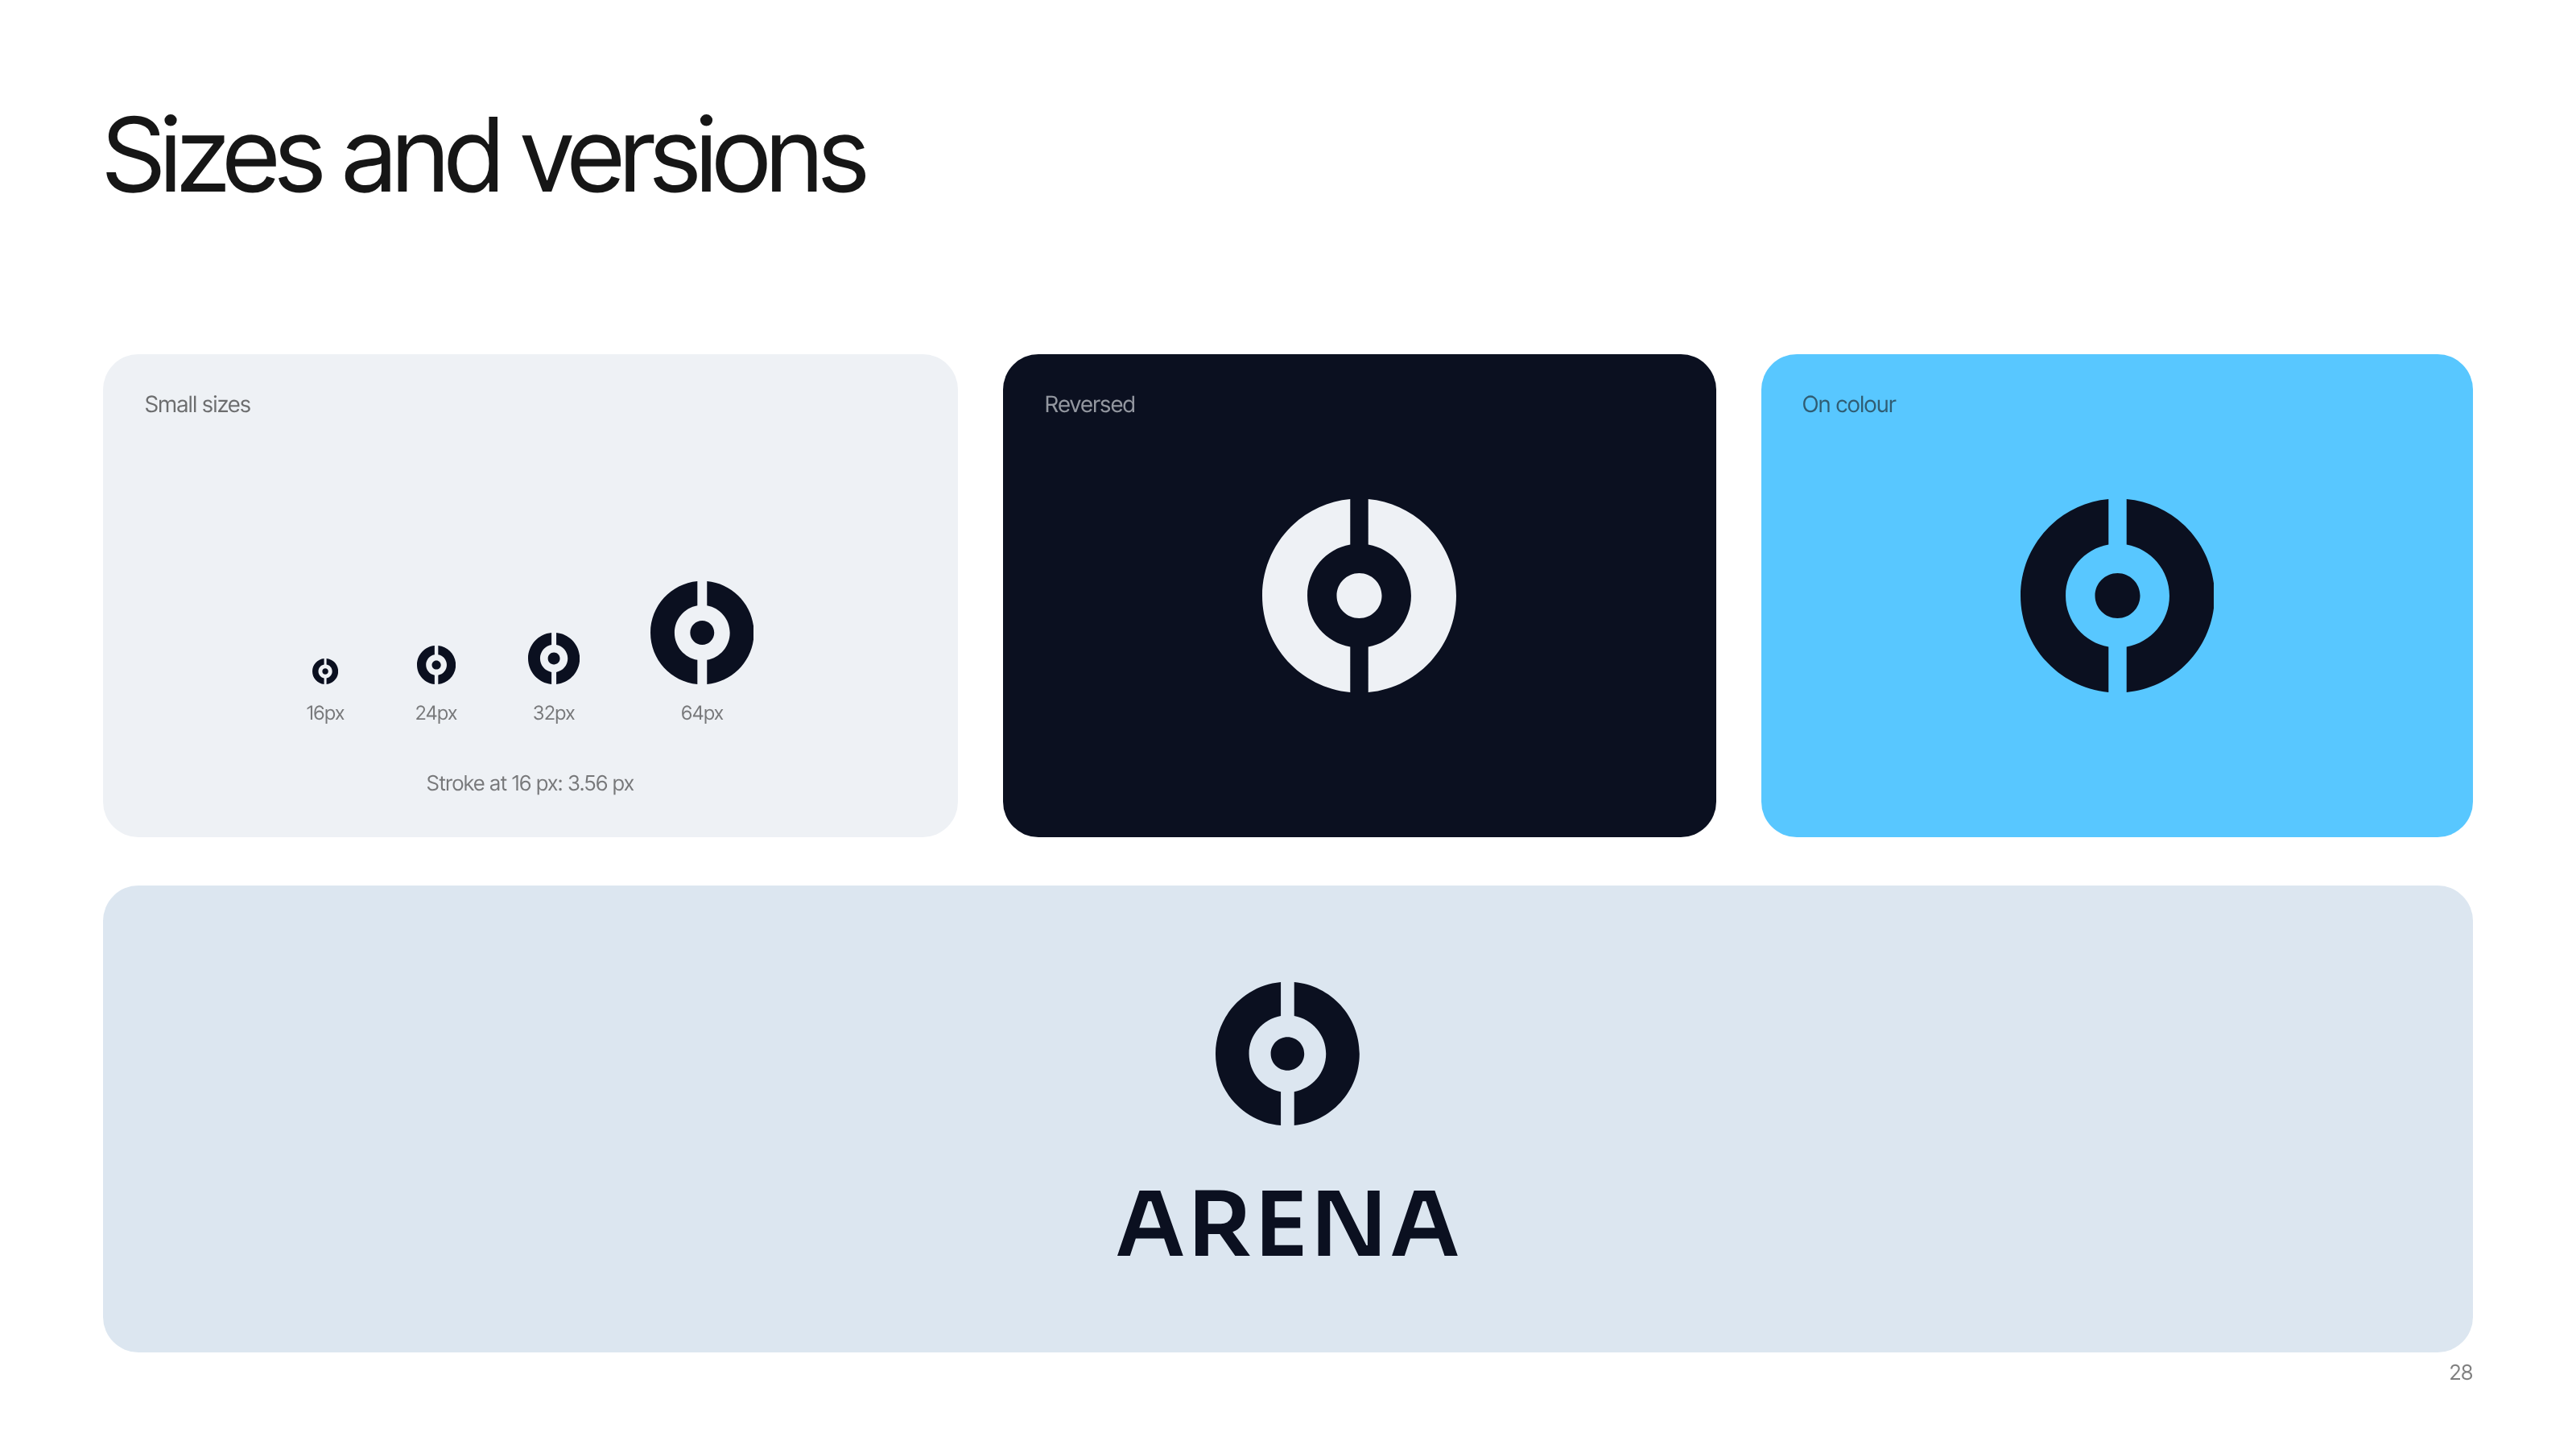 Sizes and versions
Small sizes
16px
24px
32px
64px
Stroke at 16 px: 3.56 px
Reversed
On colour
ARENA
28